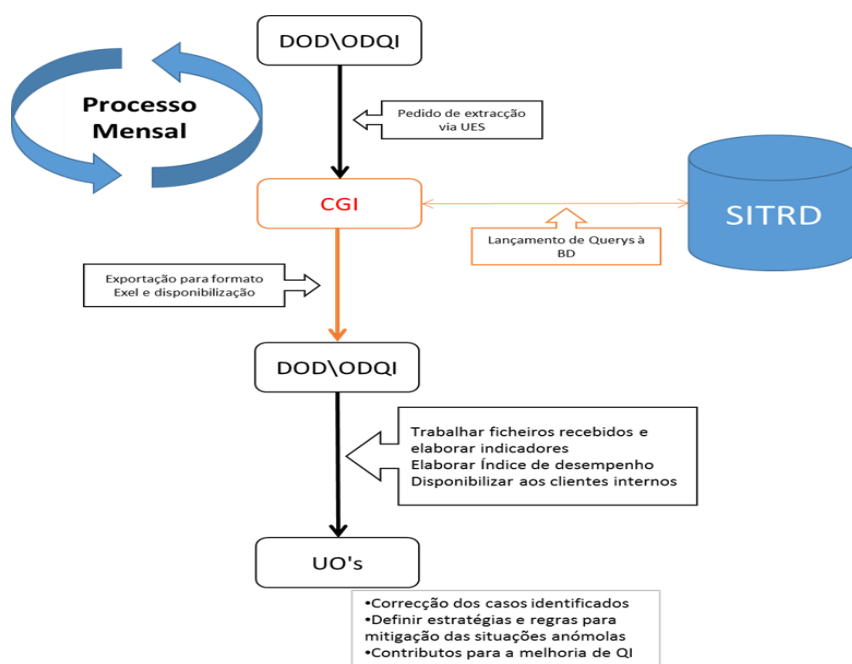 DOD\ODQI
Processo
Mensal
Pedido de extracção
via UES
CGI
SITRD
Lançamento de Querys à
BD
Exportação para formato
Exel e disponibilização
DOD\ODQI
Trabalhar ficheiros recebidos e
elaborar indicadores
Elaborar Índice de desempenho
Disponibilizar aos clientes internos
UO's
•Correcção dos casos identificados
•Definir estratégias e regras para
mitigação das situações anómolas
•Contributos para a melhoria de QI